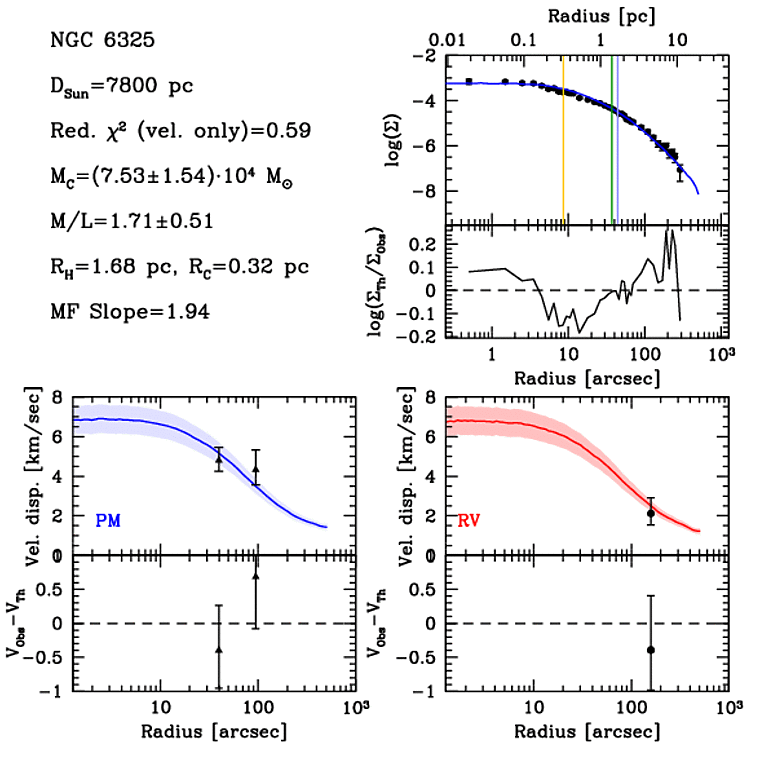 NGC 6325
D_Sun=7800 pc
Red. χ² (vel. only)=0.59
M_C=(7.53±1.54)·10⁴ M_⊙
M/L=1.71±0.51
R_H=1.68 pc, R_C=0.32 pc
MF Slope=1.94
Radius [pc]
0.01 0.1 1 10
log(Σ)
−2
−4
−6
−8
log(Σ_Th/Σ_Obs)
0.2
0.1
0
−0.1
−0.2
1 10 100 10³
Radius [arcsec]
Vel. disp. [km/sec]
8
6
4
2
0
PM
V_Obs−V_Th
0.5
0
−0.5
−1
10 100 10³
Radius [arcsec]
Vel. disp. [km/sec]
8
6
4
2
0
RV
V_Obs−V_Th
0.5
0
−0.5
−1
10 100 10³
Radius [arcsec]